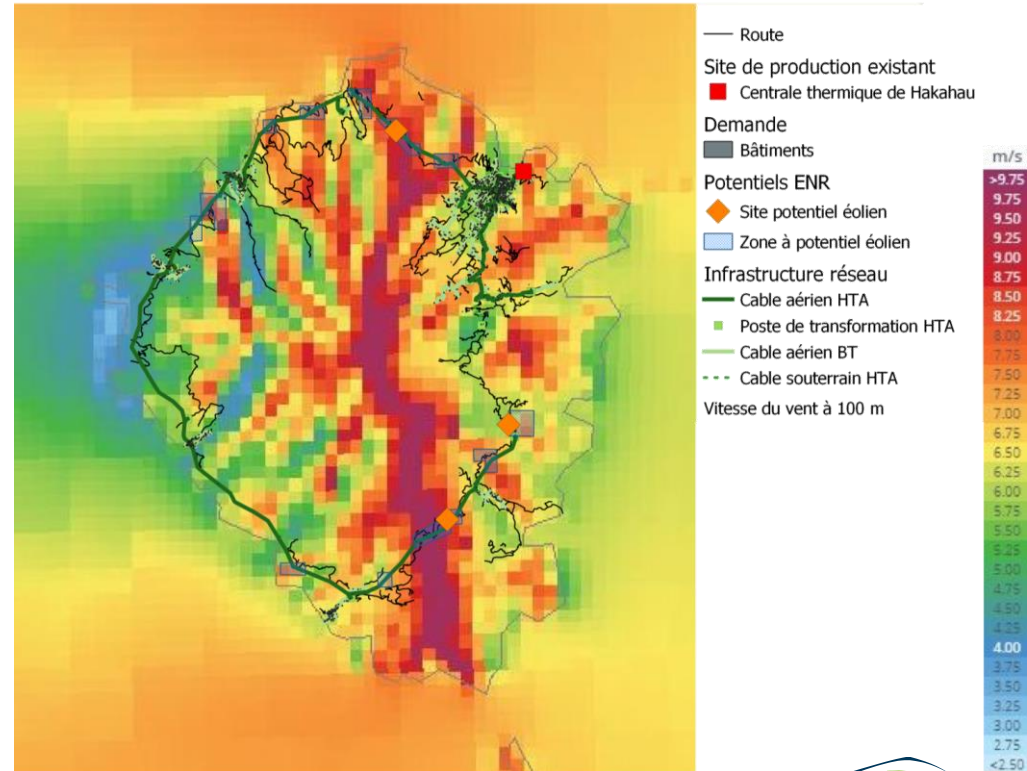 Route
Site de production existant
Centrale thermique de Hakahau
Demande
Bâtiments
Potentiels ENR
Site potentiel éolien
Zone à potentiel éolien
Infrastructure réseau
Cable aérien HTA
Poste de transformation HTA
Cable aérien BT
Cable souterrain HTA
Vitesse du vent à 100 m
m/s
>9.75
9.75
9.50
9.25
9.00
8.75
8.50
8.25
8.00
7.75
7.50
7.25
7.00
6.75
6.50
6.25
6.00
5.75
5.50
5.25
5.00
4.75
4.50
4.25
4.00
3.75
3.50
3.25
3.00
2.75
<2.50